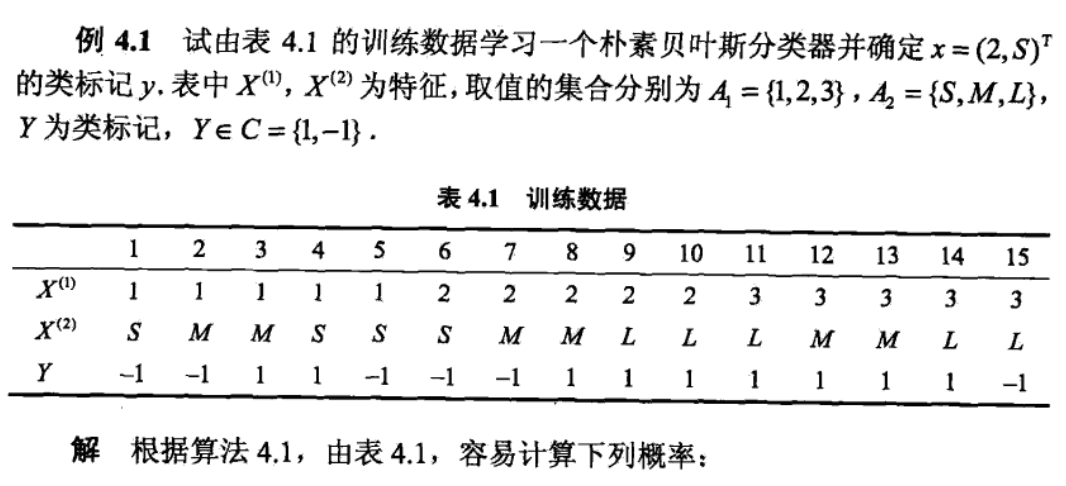 例 4.1 试由表 4.1 的训练数据学习一个朴素贝叶斯分类器并确定 x = (2, S)ᵀ
的类标记 y. 表中 X⁽¹⁾, X⁽²⁾ 为特征, 取值的集合分别为 A₁ = {1,2,3}, A₂ = {S, M, L},
Y 为类标记, Y ∈ C = {1, −1}.
表 4.1 训练数据
1 2 3 4 5 6 7 8 9 10 11 12 13 14 15
X⁽¹⁾ 1 1 1 1 1 2 2 2 2 2 3 3 3 3 3
X⁽²⁾ S M M S S S M M L L L M M L L
Y −1 −1 1 1 −1 −1 −1 1 1 1 1 1 1 1 −1
解 根据算法 4.1, 由表 4.1, 容易计算下列概率: